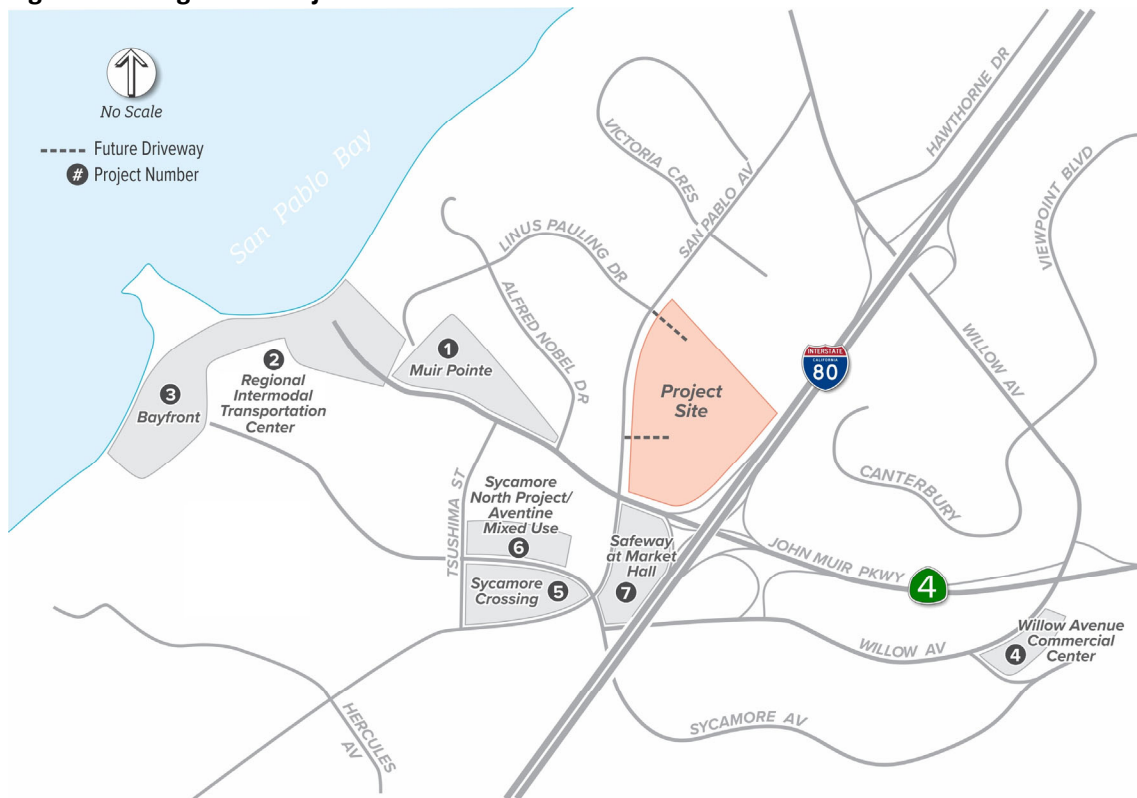 No Scale
Future Driveway
# Project Number
San Pablo Bay
VICTORIA CRES
SAN PABLO AV
HAWTHORNE DR
VIEWPOINT BLVD
LINUS PAULING DR
ALFRED NOBEL DR
WILLOW AV
INTERSTATE
CALIFORNIA
80
1
Muir Pointe
2
Regional
Intermodal
Transportation
Center
3
Bayfront
Project
Site
CANTERBURY
TSUSHIMA ST
Sycamore
North Project/
Aventine
Mixed Use
6
Safeway
at Market
Hall
7
JOHN MUIR PKWY
4
Sycamore
Crossing
5
WILLOW AV
Willow Avenue
Commercial
Center
4
SYCAMORE AV
HERCULES
AV